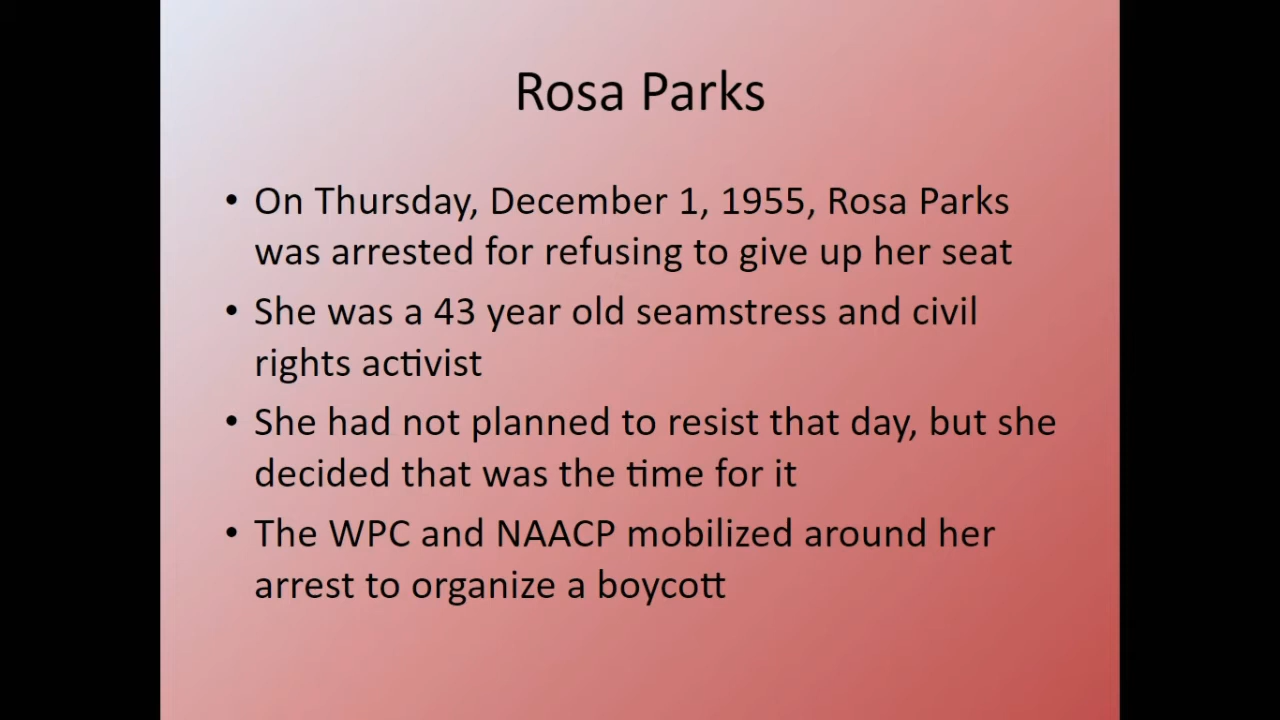 Rosa Parks
• On Thursday, December 1, 1955, Rosa Parks
was arrested for refusing to give up her seat
• She was a 43 year old seamstress and civil
rights activist
• She had not planned to resist that day, but she
decided that was the time for it
• The WPC and NAACP mobilized around her
arrest to organize a boycott